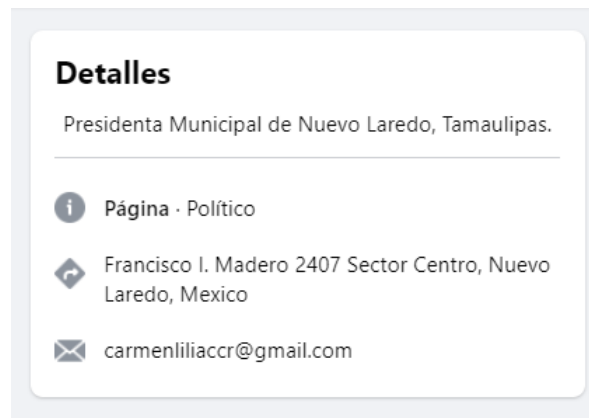 Detalles
Presidenta Municipal de Nuevo Laredo, Tamaulipas.
Página · Político
Francisco I. Madero 2407 Sector Centro, Nuevo
Laredo, Mexico
carmenliliaccr@gmail.com